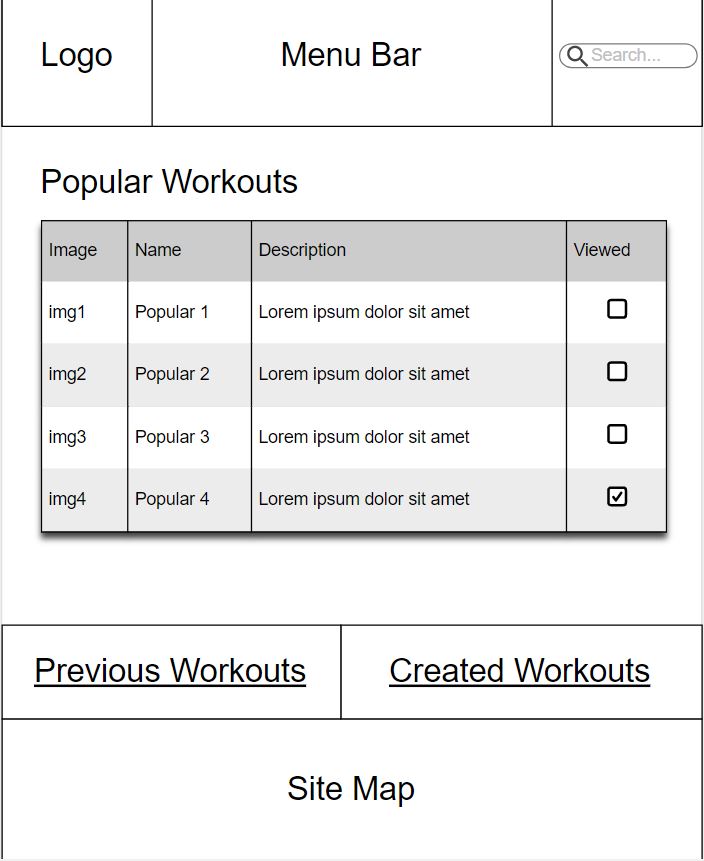 Logo
Menu Bar
Search...
Popular Workouts
Image Name Description Viewed
img1 Popular 1 Lorem ipsum dolor sit amet
img2 Popular 2 Lorem ipsum dolor sit amet
img3 Popular 3 Lorem ipsum dolor sit amet
img4 Popular 4 Lorem ipsum dolor sit amet
Previous Workouts
Created Workouts
Site Map